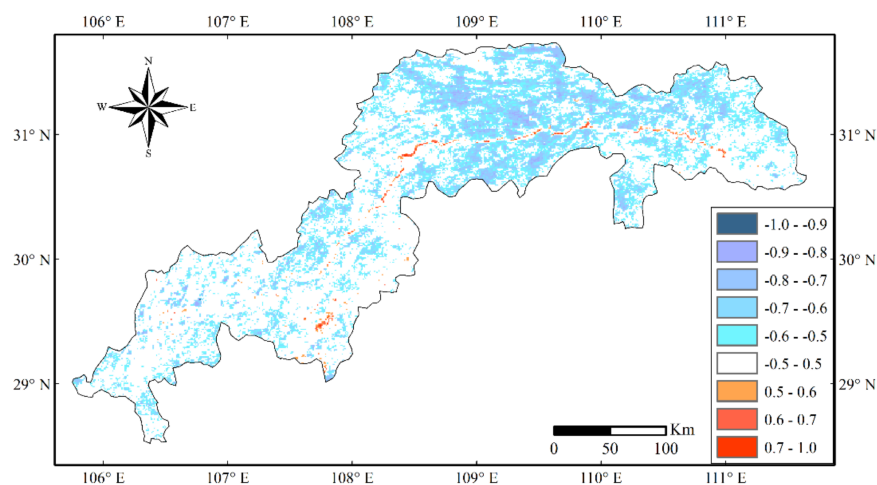 106° E 107° E 108° E 109° E 110° E 111° E
N
W E
S
31° N 31° N
30° N 30° N
29° N 29° N
-1.0 - -0.9
-0.9 - -0.8
-0.8 - -0.7
-0.7 - -0.6
-0.6 - -0.5
-0.5 - 0.5
0.5 - 0.6
0.6 - 0.7
0.7 - 1.0
Km
0 50 100
106° E 107° E 108° E 109° E 110° E 111° E